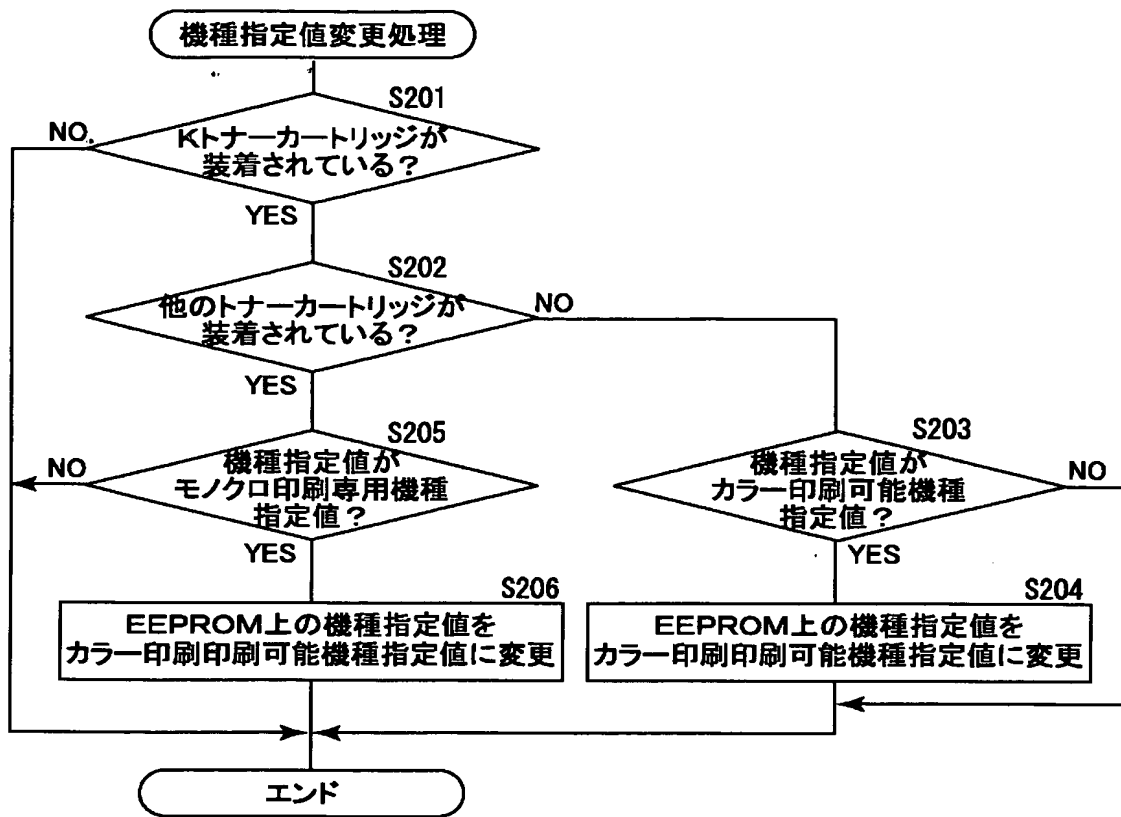 機種指定値変更処理
S201
Kトナーカートリッジが
装着されている?
NO
YES
S202
他のトナーカートリッジが
装着されている?
NO
YES
S205
機種指定値が
モノクロ印刷専用機種
指定値?
NO
YES
S203
機種指定値が
カラー印刷可能機種
指定値?
NO
YES
S206
EEPROM上の機種指定値を
カラー印刷印刷可能機種指定値に変更
S204
EEPROM上の機種指定値を
カラー印刷印刷可能機種指定値に変更
エンド